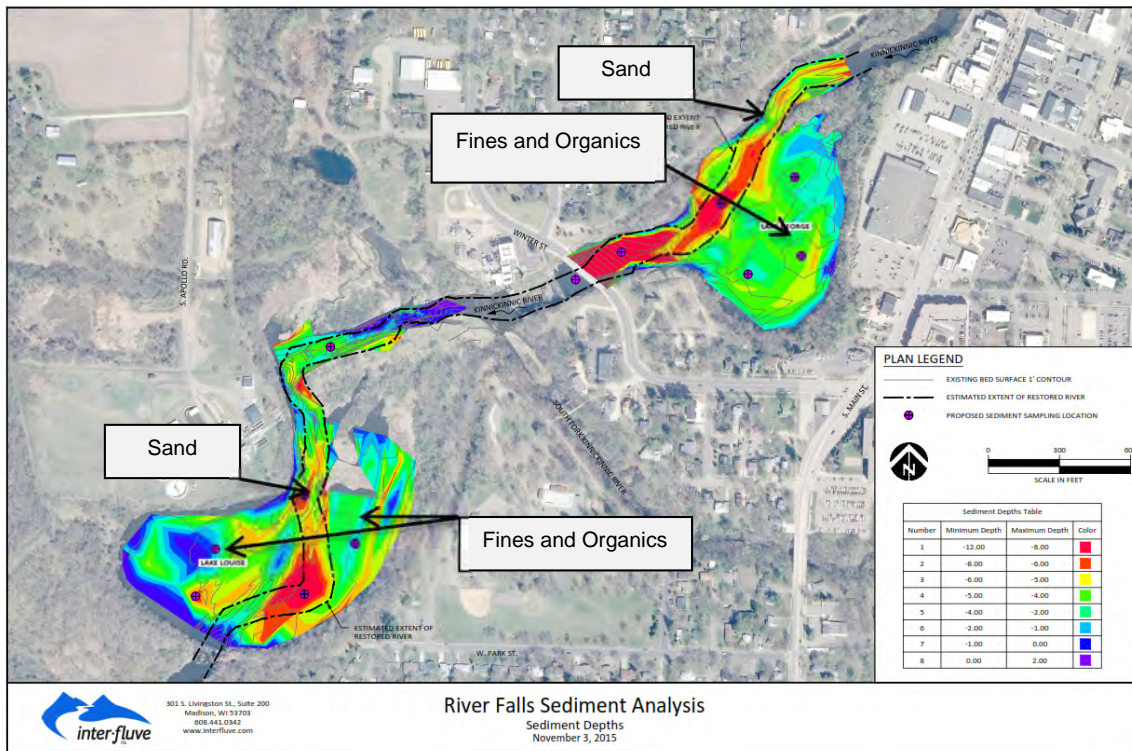 KINNICKINNIC RIVER
Sand
D EXTENT
ED RIVER
Fines and Organics
GEORGE
WINTER ST.
KINNICKINNIC RIVER
S. APOLLO RD.
SOUTH FORK KINNICKINNIC RIVER
S. MAIN ST.
Sand
Fines and Organics
LAKE LOUISE
ESTIMATED EXTENT OF
RESTORED RIVER
W. PARK ST.
PLAN LEGEND
EXISTING BED SURFACE 1' CONTOUR
ESTIMATED EXTENT OF RESTORED RIVER
PROPOSED SEDIMENT SAMPLING LOCATION
N
0 300 60
SCALE IN FEET
Sediment Depths Table
Number Minimum Depth Maximum Depth Color
1 -12.00 -8.00
2 -8.00 -6.00
3 -6.00 -5.00
4 -5.00 -4.00
5 -4.00 -2.00
6 -2.00 -1.00
7 -1.00 0.00
8 0.00 2.00
inter-fluve
301 S. Livingston St., Suite 200
Madison, WI 53703
608.441.0342
www.interfluve.com
River Falls Sediment Analysis
Sediment Depths
November 3, 2015